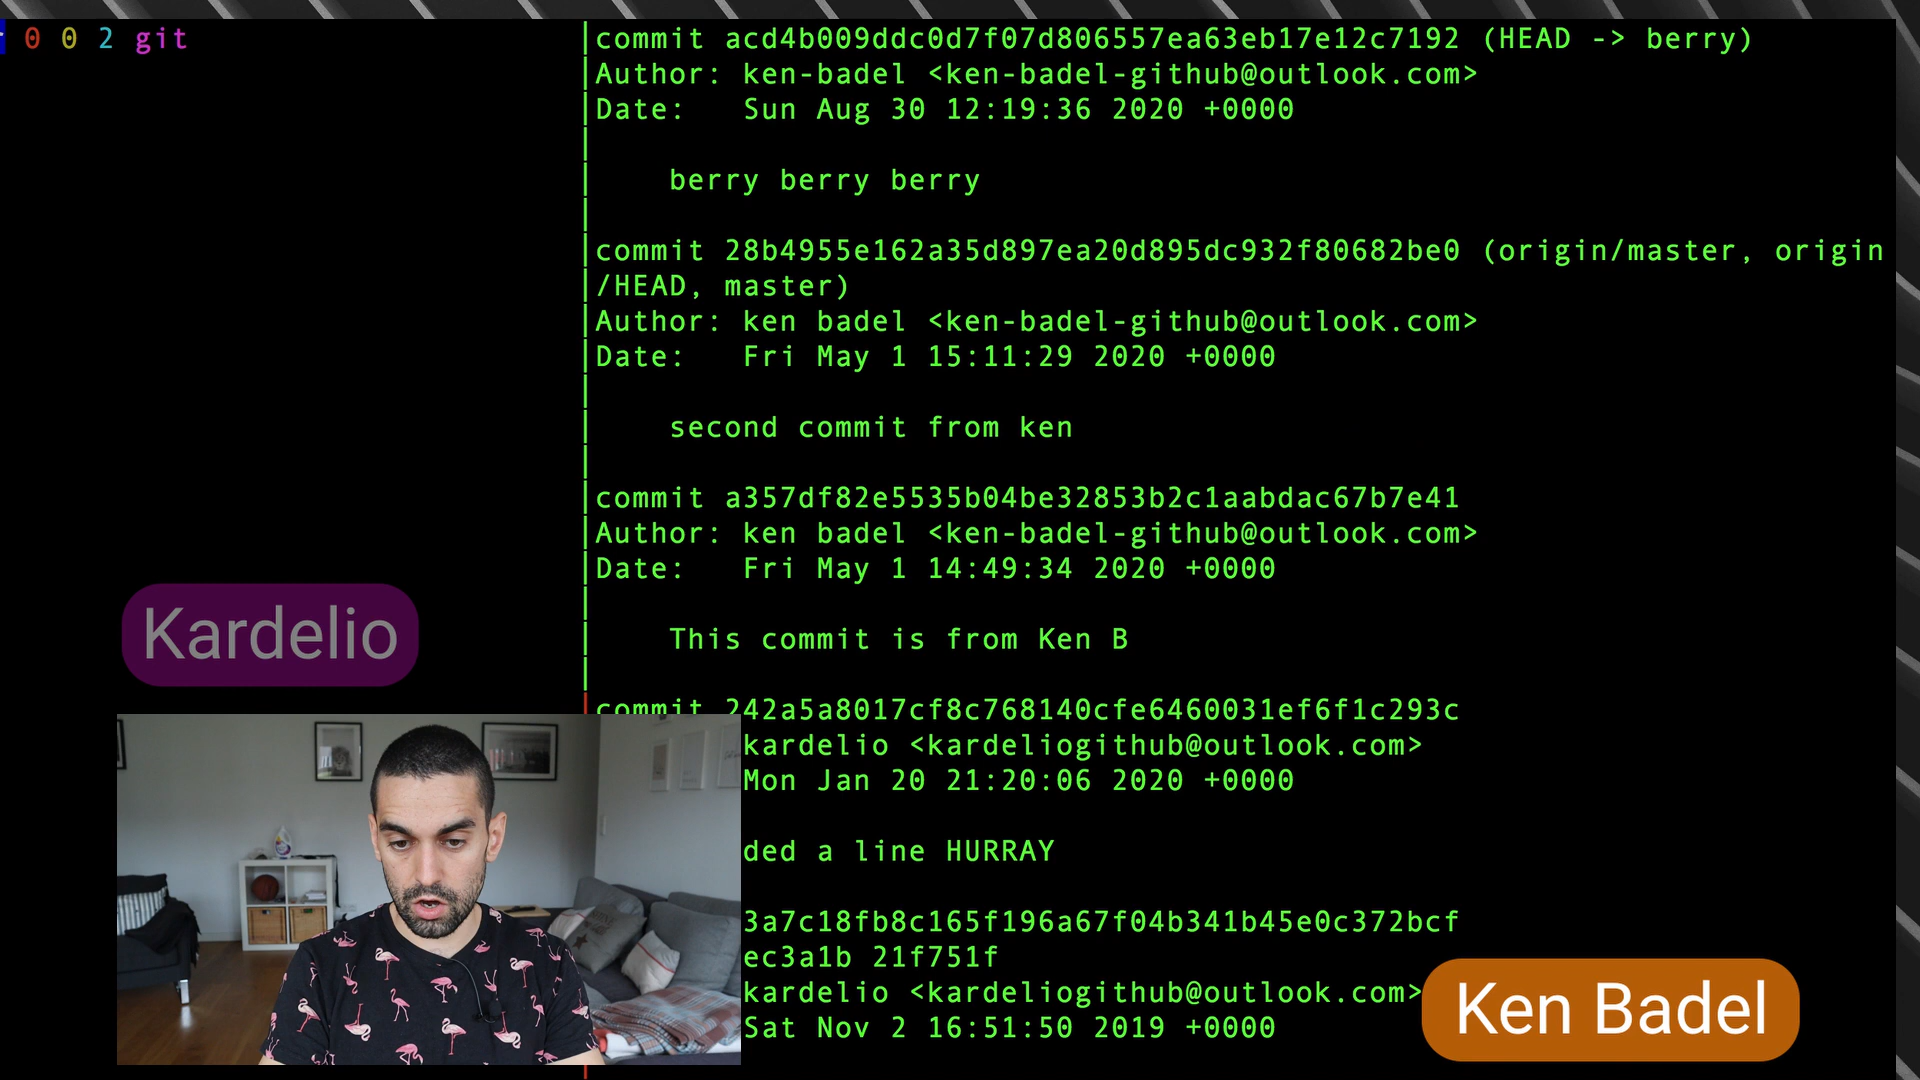 0 0 2 git
commit acd4b009ddc0d7f07d806557ea63eb17e12c7192 (HEAD -> berry)
Author: ken-badel <ken-badel-github@outlook.com>
Date:   Sun Aug 30 12:19:36 2020 +0000
berry berry berry
commit 28b4955e162a35d897ea20d895dc932f80682be0 (origin/master, origin
/HEAD, master)
Author: ken badel <ken-badel-github@outlook.com>
Date:   Fri May 1 15:11:29 2020 +0000
second commit from ken
commit a357df82e5535b04be32853b2c1aabdac67b7e41
Author: ken badel <ken-badel-github@outlook.com>
Date:   Fri May 1 14:49:34 2020 +0000
This commit is from Ken B
commit 242a5a8017cf8c768140cfe6460031ef6f1c293c
kardelio <kardeliogithub@outlook.com>
Mon Jan 20 21:20:06 2020 +0000
ded a line HURRAY
3a7c18fb8c165f196a67f04b341b45e0c372bcf
ec3a1b 21f751f
kardelio <kardeliogithub@outlook.com>
Sat Nov 2 16:51:50 2019 +0000
Kardelio
Ken Badel